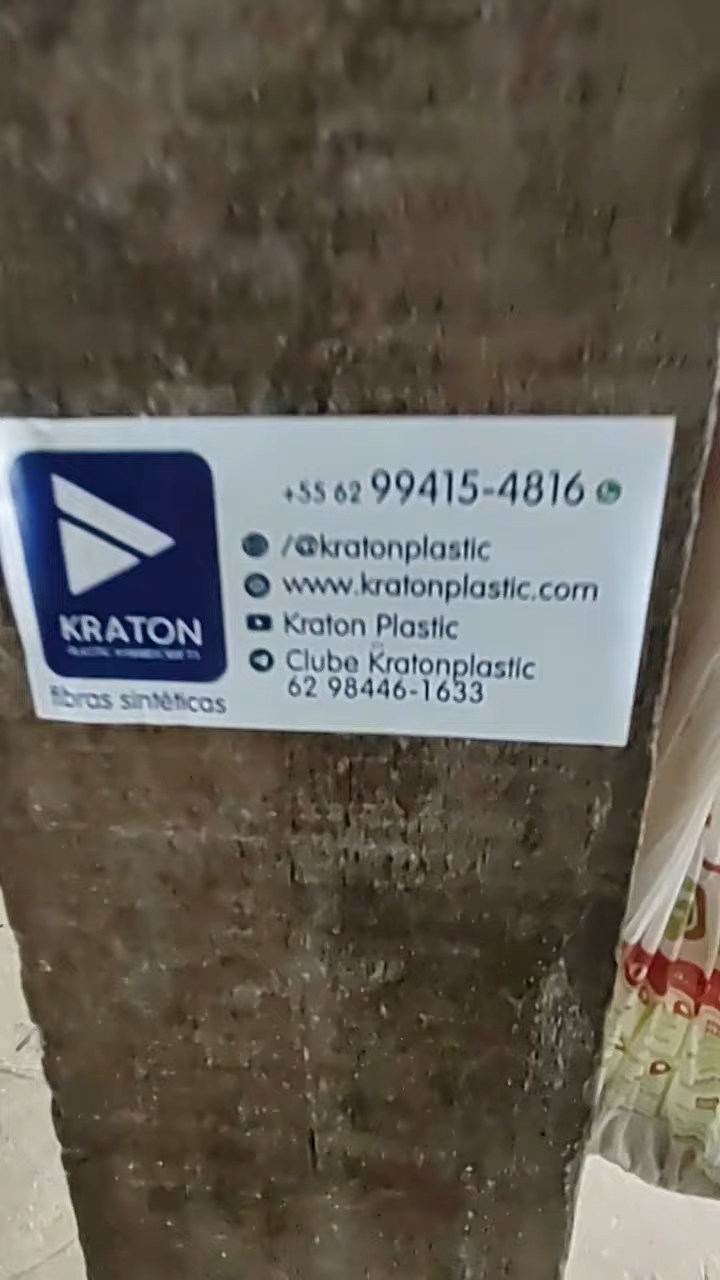 +55 62 99415-4816
/@kratonplastic
www.kratonplastic.com
Kraton Plastic
Clube Kratonplastic
62 98446-1633
KRATON
fibras sintéticas